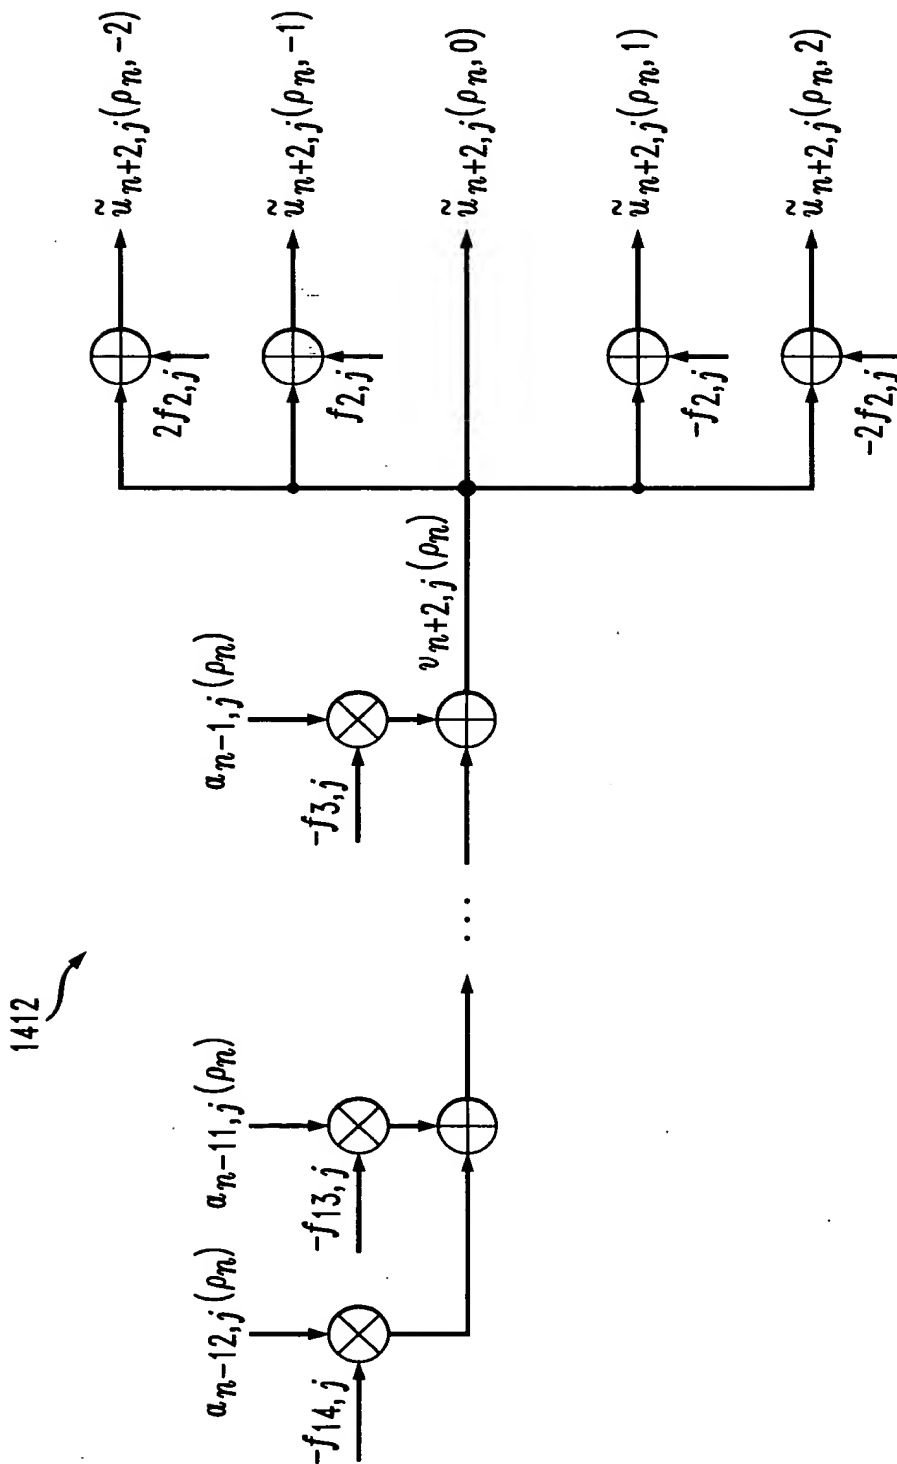 1412
a_{n-12,j}(ρ_n)
-f_{14,j}
a_{n-11,j}(ρ_n)
-f_{13,j}
...
a_{n-1,j}(ρ_n)
-f_{3,j}
v_{n+2,j}(ρ_n)
2f_{2,j}
ũ_{n+2,j}(ρ_n,-2)
f_{2,j}
ũ_{n+2,j}(ρ_n,-1)
ũ_{n+2,j}(ρ_n,0)
-f_{2,j}
ũ_{n+2,j}(ρ_n,1)
-2f_{2,j}
ũ_{n+2,j}(ρ_n,2)